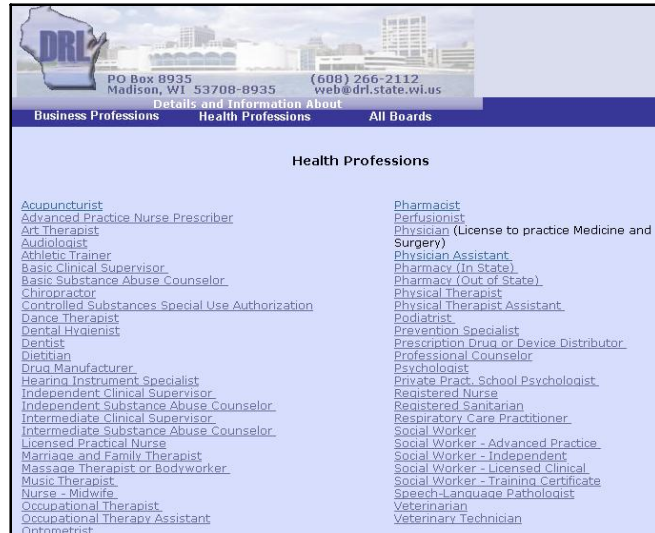 DRL
PO Box 8935
(608) 266-2112
Madison, WI 53708-8935
web@drl.state.wi.us
Details and Information About
Business Professions
Health Professions
All Boards
Health Professions
Acupuncturist
Advanced Practice Nurse Prescriber
Art Therapist
Audiologist
Athletic Trainer
Basic Clinical Supervisor
Basic Substance Abuse Counselor
Chiropractor
Controlled Substances Special Use Authorization
Dance Therapist
Dental Hygienist
Dentist
Dietitian
Drug Manufacturer
Hearing Instrument Specialist
Independent Clinical Supervisor
Independent Substance Abuse Counselor
Intermediate Clinical Supervisor
Intermediate Substance Abuse Counselor
Licensed Practical Nurse
Marriage and Family Therapist
Massage Therapist or Bodyworker
Music Therapist
Nurse - Midwife
Occupational Therapist
Occupational Therapy Assistant
Optometrist
Pharmacist
Perfusionist
Physician (License to practice Medicine and
Surgery)
Physician Assistant
Pharmacy (In State)
Pharmacy (Out of State)
Physical Therapist
Physical Therapist Assistant
Podiatrist
Prevention Specialist
Prescription Drug or Device Distributor
Professional Counselor
Psychologist
Private Pract. School Psychologist
Registered Nurse
Registered Sanitarian
Respiratory Care Practitioner
Social Worker
Social Worker - Advanced Practice
Social Worker - Independent
Social Worker - Licensed Clinical
Social Worker - Training Certificate
Speech-Language Pathologist
Veterinarian
Veterinary Technician